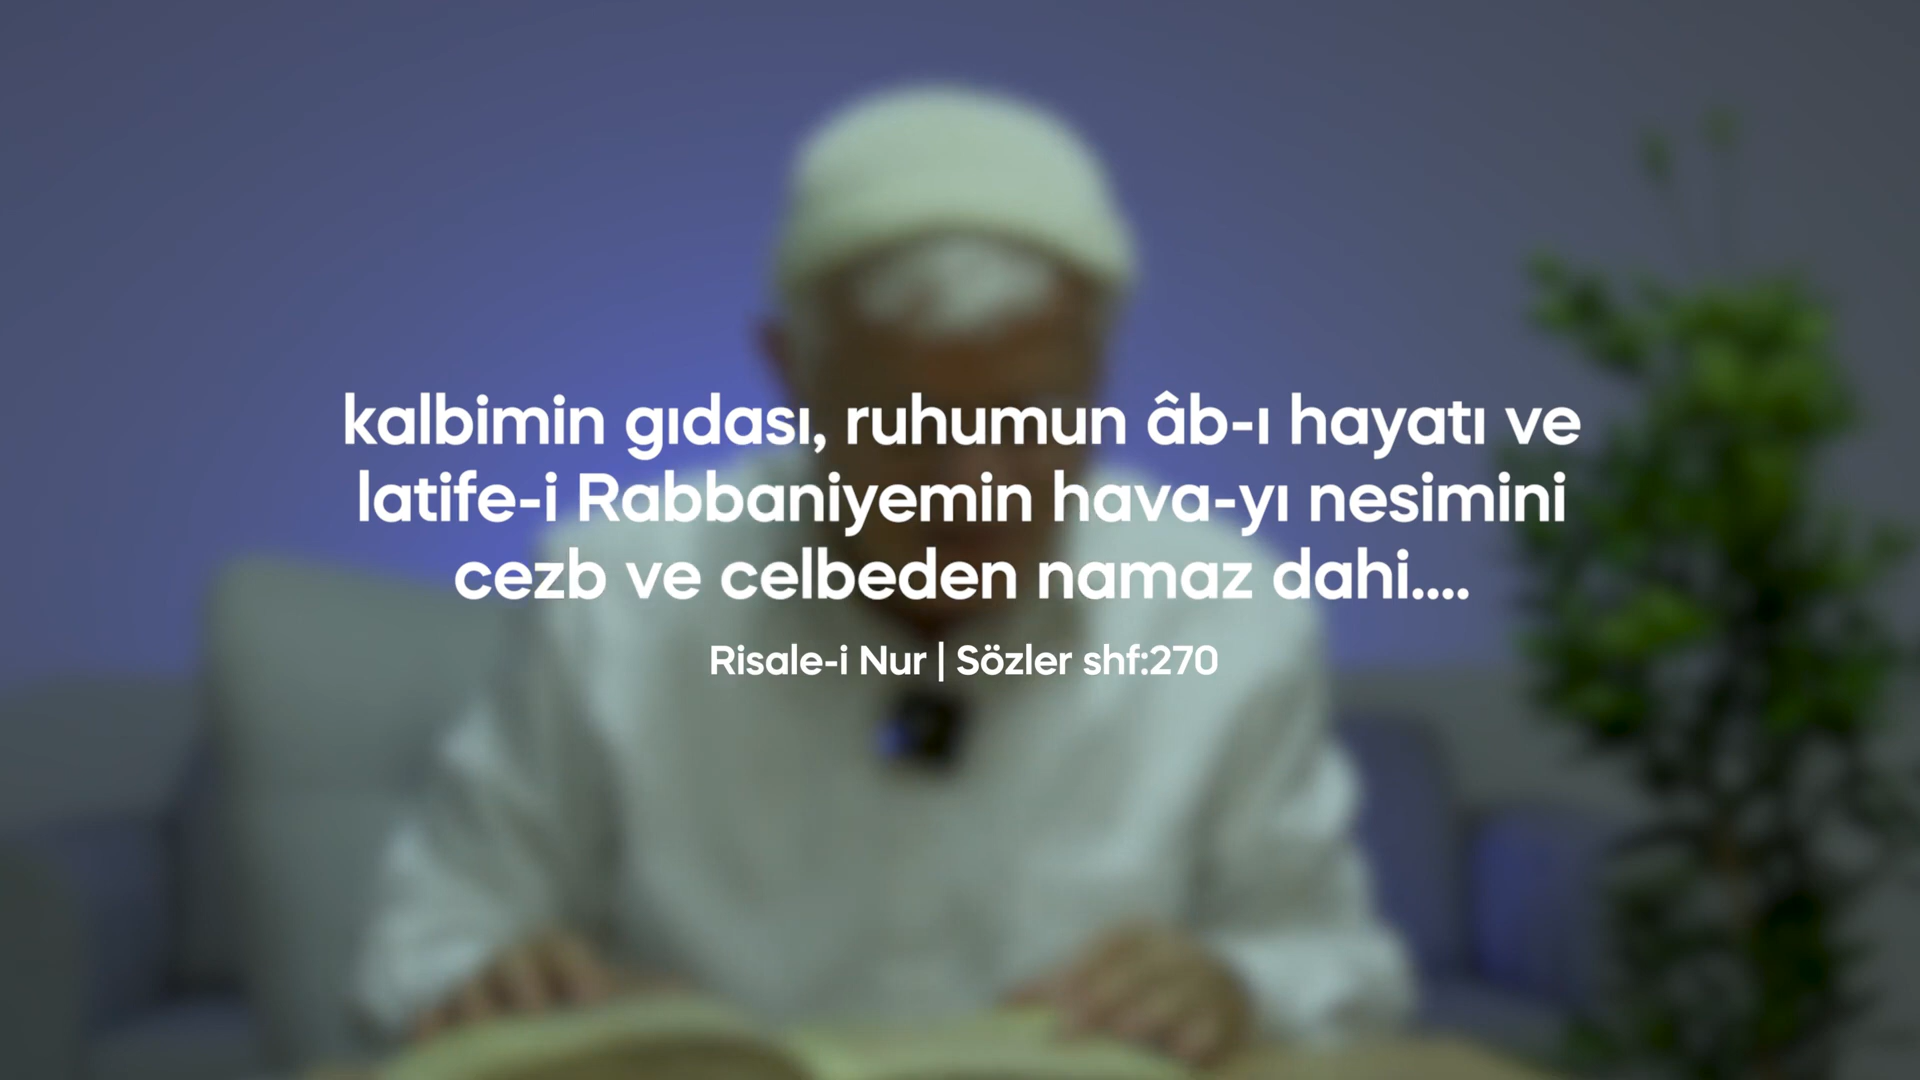 kalbimin gıdası, ruhumun âb-ı hayatı ve
latife-i Rabbaniyemin hava-yı nesimini
cezb ve celbeden namaz dahi....
Risale-i Nur | Sözler shf:270